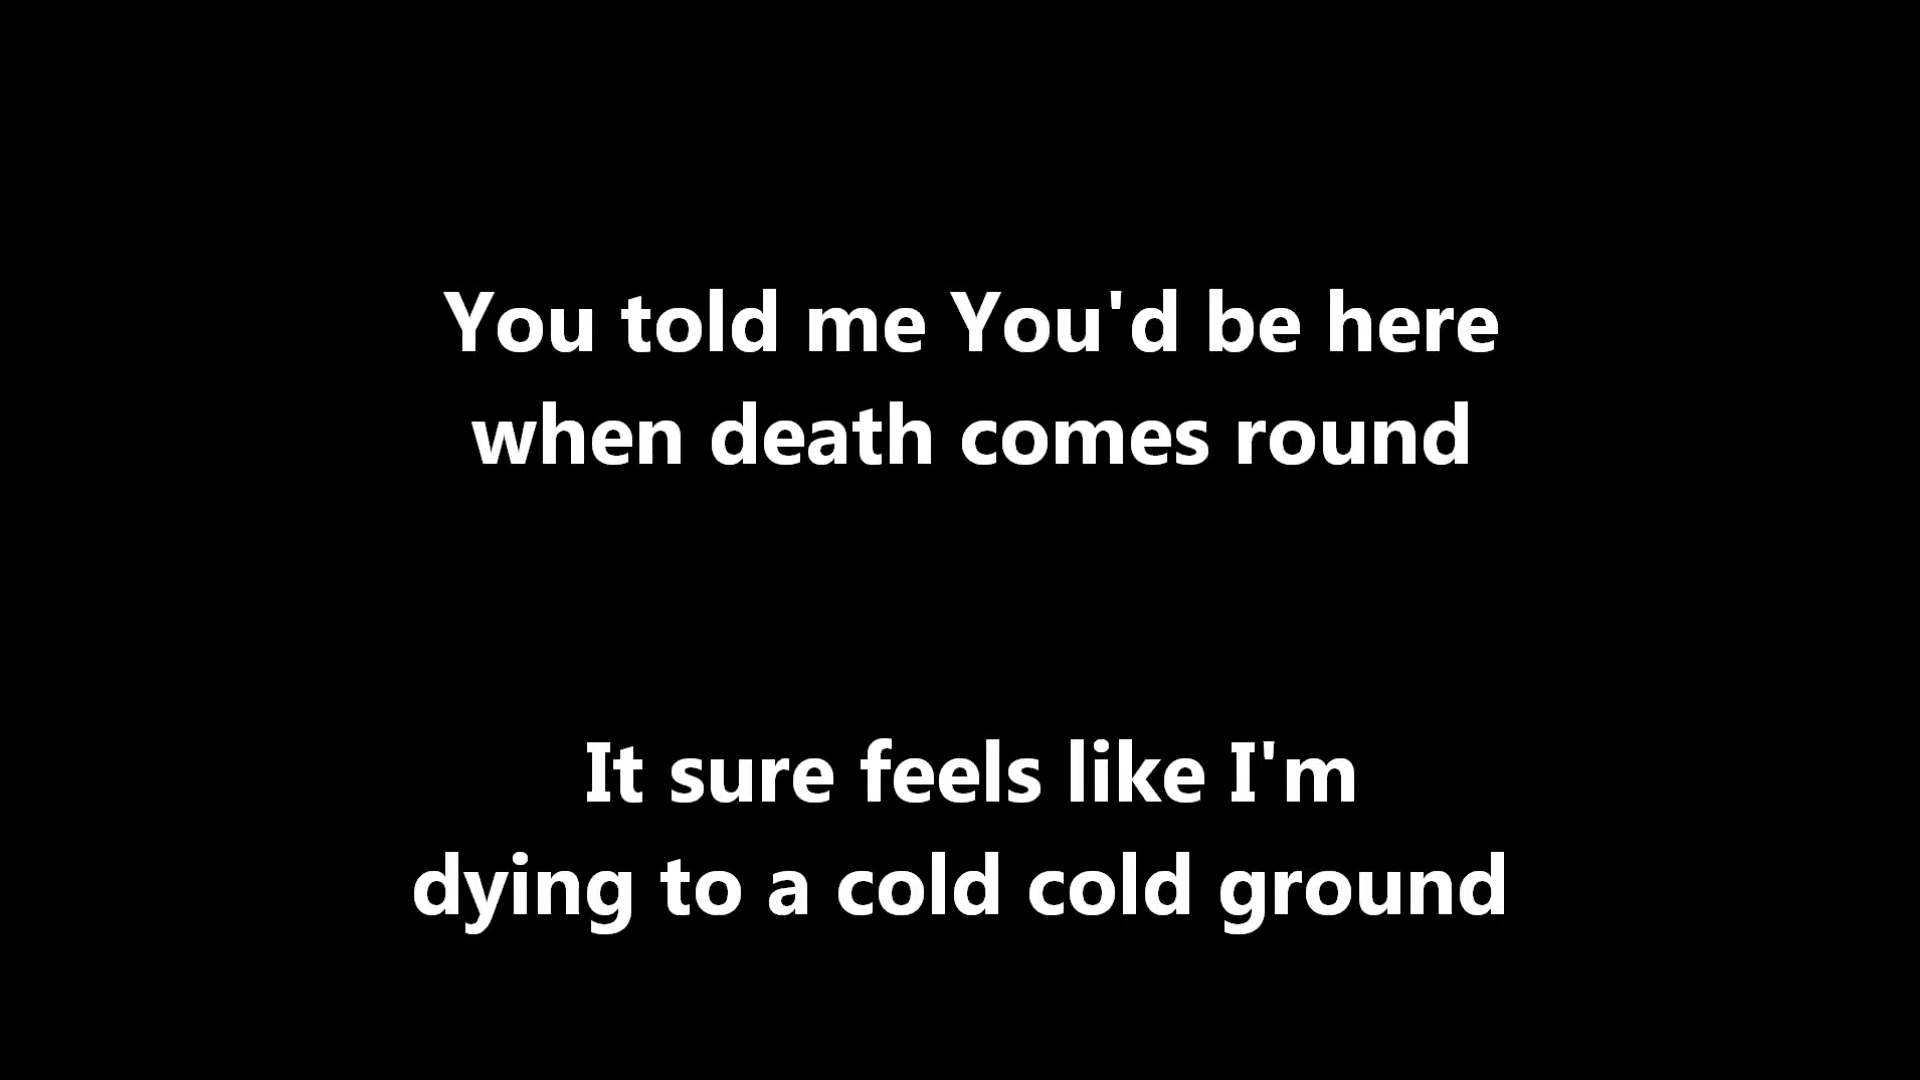 You told me You'd be here
when death comes round
It sure feels like I'm
dying to a cold cold ground